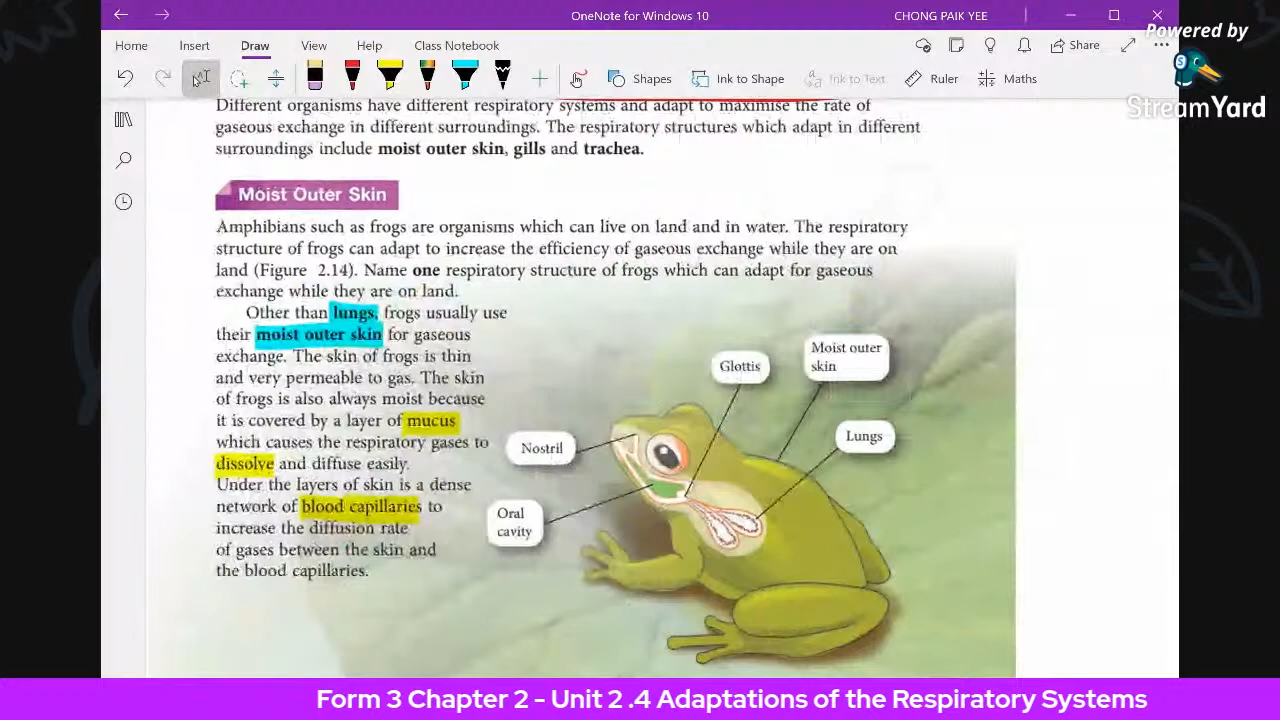 OneNote for Windows 10
CHONG PAIK YEE
Powered by
StreamYard
Home Insert Draw View Help Class Notebook
Share
Shapes Ink to Shape Ink to Text Ruler Maths
Different organisms have different respiratory systems and adapt to maximise the rate of
gaseous exchange in different surroundings. The respiratory structures which adapt in different
surroundings include moist outer skin, gills and trachea.
Moist Outer Skin
Amphibians such as frogs are organisms which can live on land and in water. The respiratory
structure of frogs can adapt to increase the efficiency of gaseous exchange while they are on
land (Figure 2.14). Name one respiratory structure of frogs which can adapt for gaseous
exchange while they are on land.
Other than lungs, frogs usually use
their moist outer skin for gaseous
exchange. The skin of frogs is thin
and very permeable to gas. The skin
of frogs is also always moist because
it is covered by a layer of mucus
which causes the respiratory gases to
dissolve and diffuse easily.
Under the layers of skin is a dense
network of blood capillaries to
increase the diffusion rate
of gases between the skin and
the blood capillaries.
Glottis
Moist outer
skin
Lungs
Nostril
Oral
cavity
Form 3 Chapter 2 - Unit 2 .4 Adaptations of the Respiratory Systems